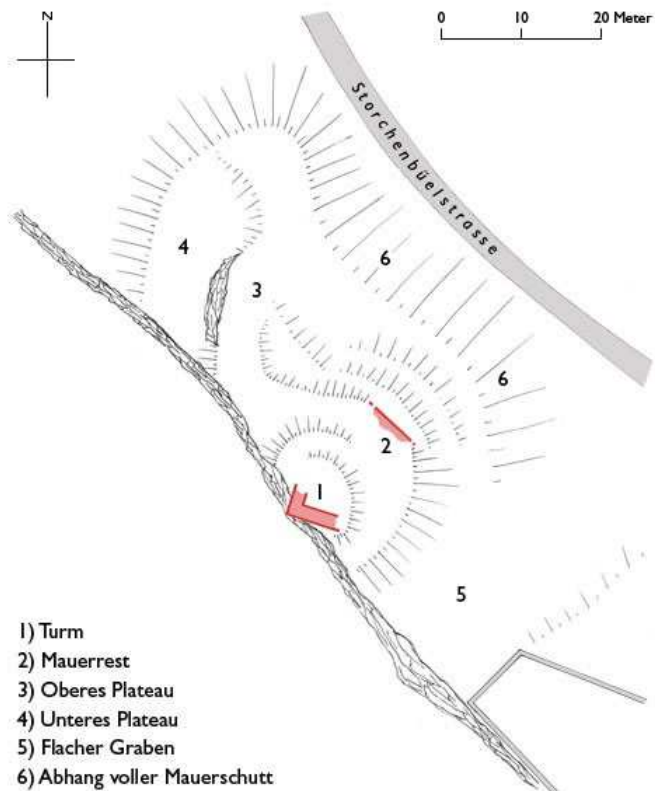 N
0 10 20 Meter
Storchenbüelstrasse
4
6
3
6
2
1
5
1) Turm
2) Mauerrest
3) Oberes Plateau
4) Unteres Plateau
5) Flacher Graben
6) Abhang voller Mauerschutt